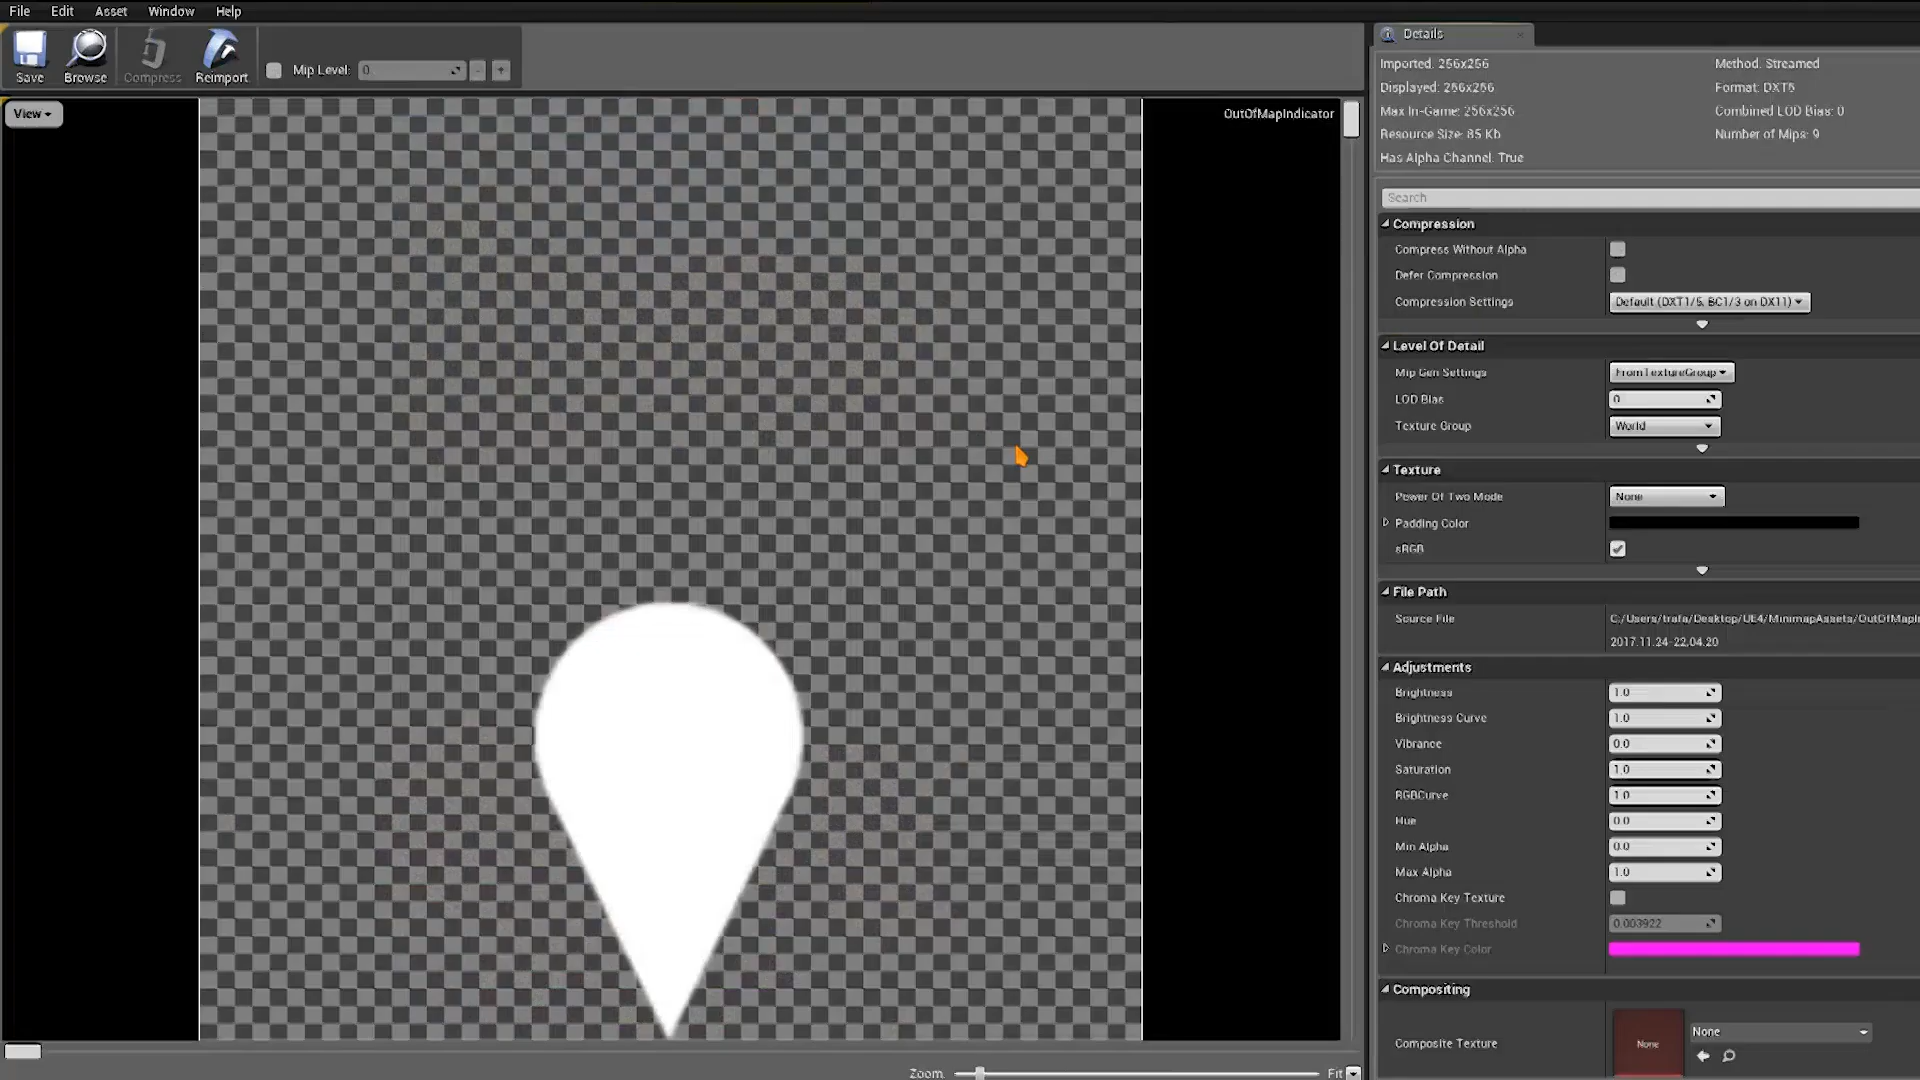 File Edit Asset Window Help
Save Browse Compress Reimport Mip Level: 0
View
OutOfMapIndicator
Zoom: Fit
Details
Imported: 256x256 Method: Streamed
Displayed: 256x256 Format: DXT5
Max In-Game: 256x256 Combined LOD Bias: 0
Resource Size: 85 Kb Number of Mips: 9
Has Alpha Channel: True
Search
Compression
Compress Without Alpha
Defer Compression
Compression Settings Default (DXT1/5, BC1/3 on DX11)
Level Of Detail
Mip Gen Settings FromTextureGroup
LOD Bias 0
Texture Group World
Texture
Power Of Two Mode None
Padding Color
sRGB
File Path
Source File C:/Users/trafa/Desktop/UE4/MinimapAssets/OutOfMapI
2017.11.24-22.04.20
Adjustments
Brightness 1.0
Brightness Curve 1.0
Vibrance 0.0
Saturation 1.0
RGBCurve 1.0
Hue 0.0
Min Alpha 0.0
Max Alpha 1.0
Chroma Key Texture
Chroma Key Threshold 0.003922
Chroma Key Color
Compositing
Composite Texture None None